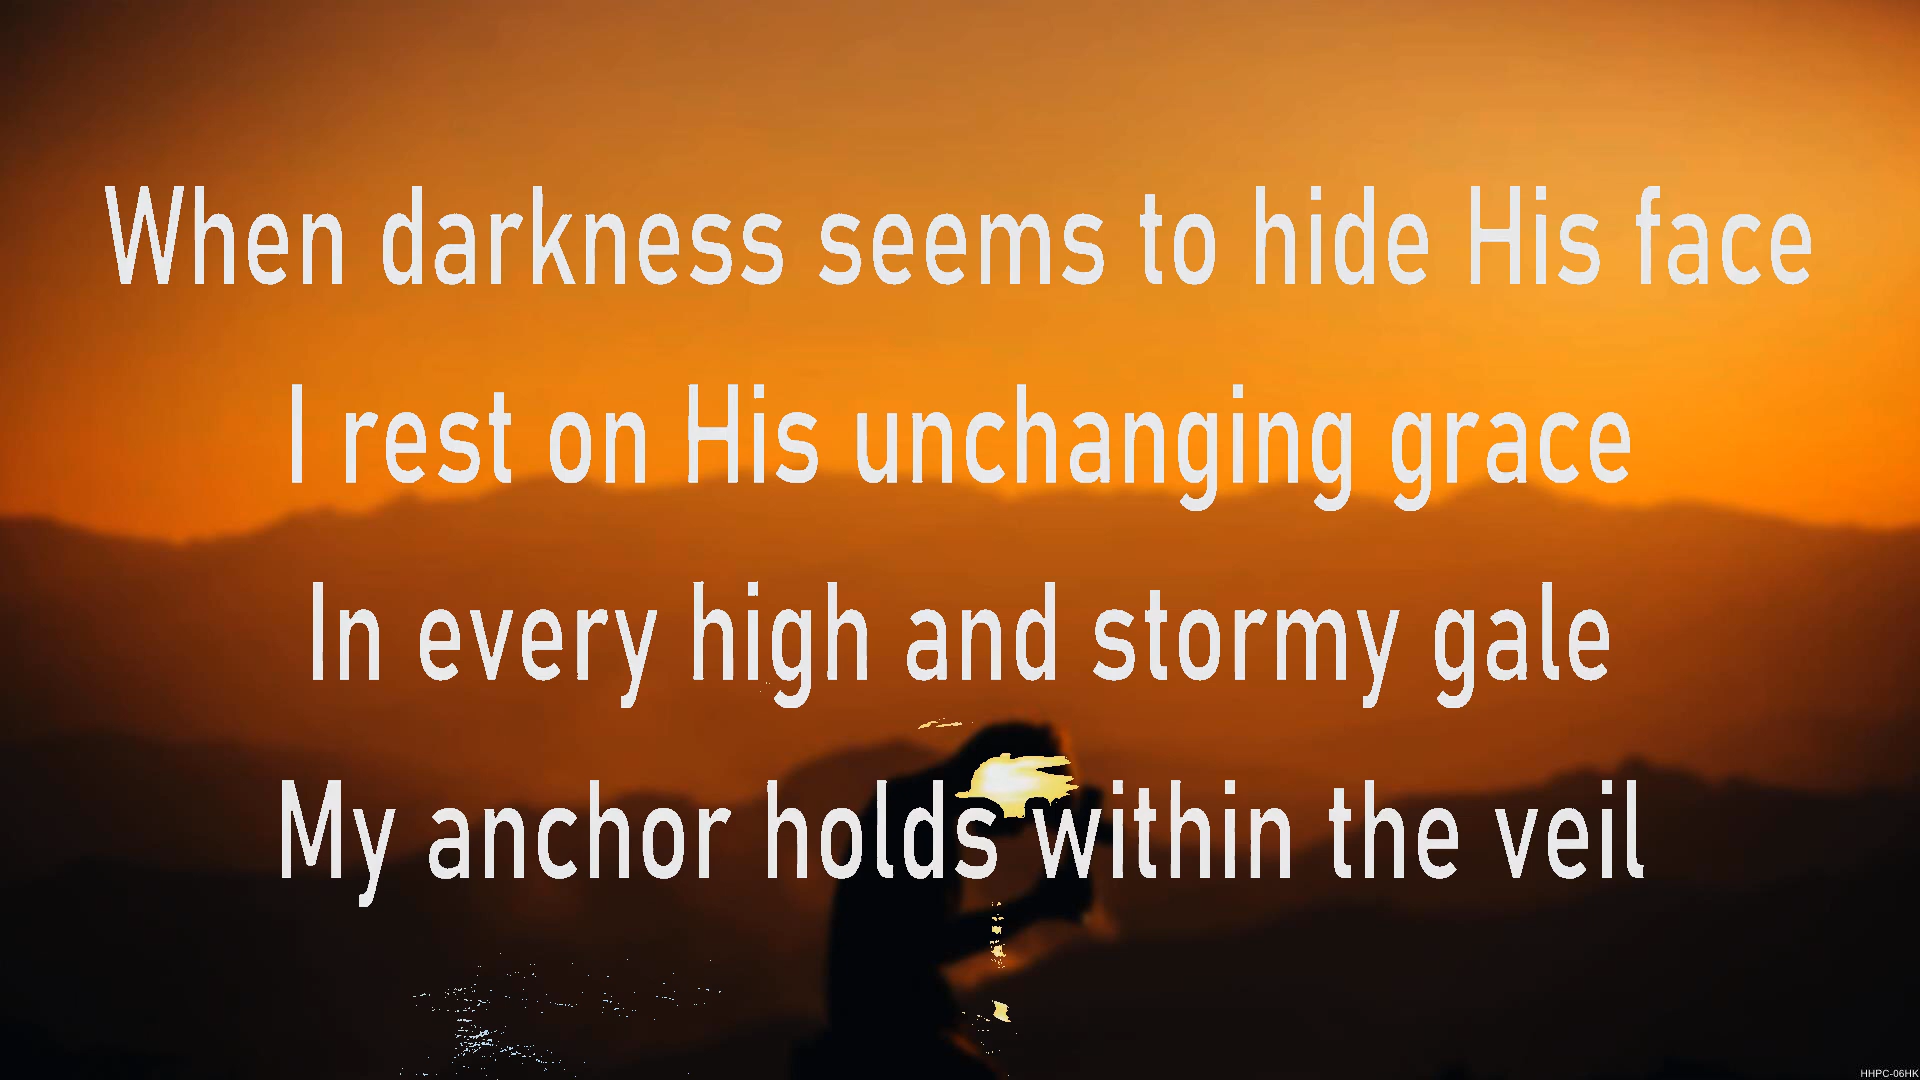 When darkness seems to hide His face
I rest on His unchanging grace
In every high and stormy gale
My anchor holds within the veil
HHPC-06HK